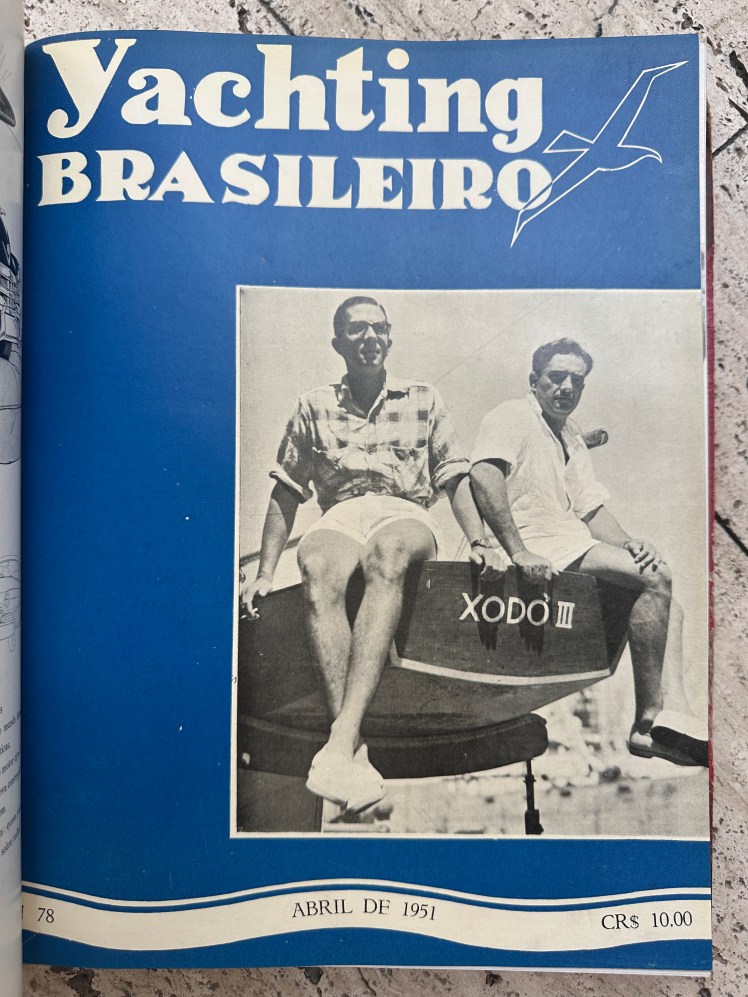 Yachting
BRASILEIRO
XODÓ III
78
ABRIL DE 1951
CR$ 10,00